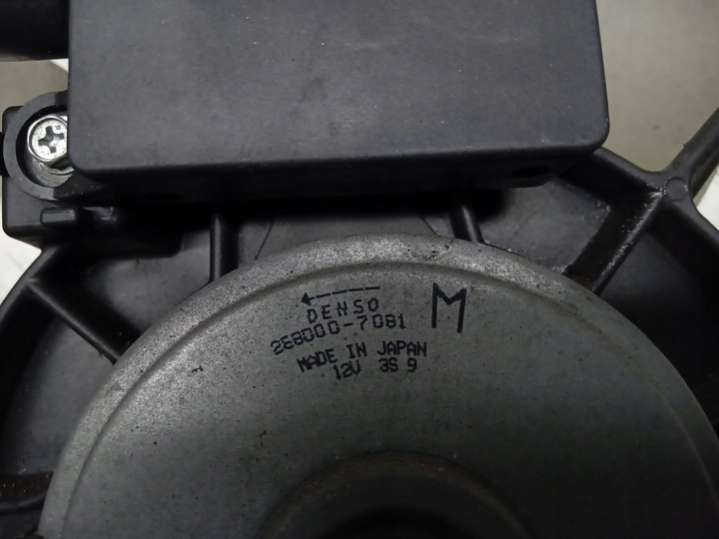 DENSO
268000-7081
M
MADE IN JAPAN
12V 3S 9